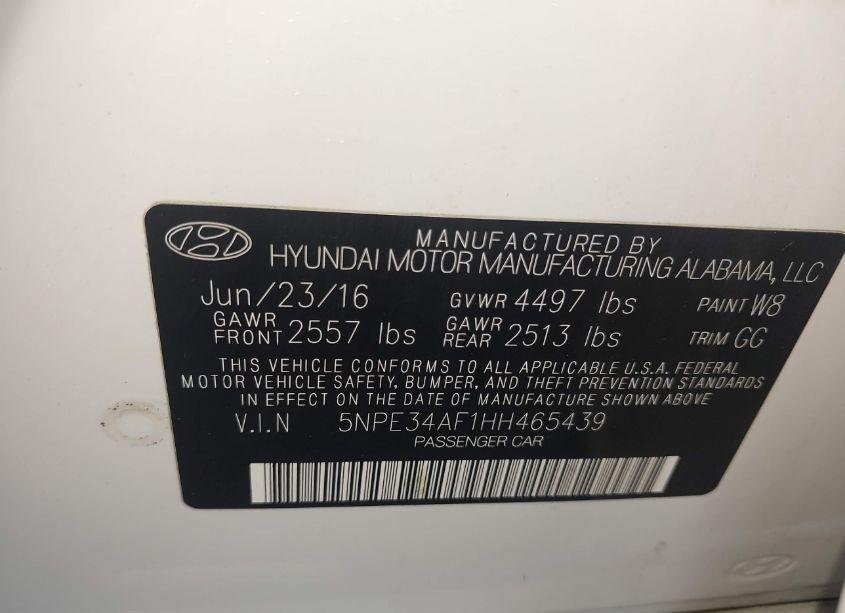 MANUFACTURED BY
HYUNDAI MOTOR MANUFACTURING ALABAMA, LLC
Jun/23/16 GVWR 4497 lbs PAINT W8
GAWR FRONT 2557 lbs GAWR REAR 2513 lbs TRIM GG
THIS VEHICLE CONFORMS TO ALL APPLICABLE U.S.A. FEDERAL
MOTOR VEHICLE SAFETY, BUMPER, AND THEFT PREVENTION STANDARDS
IN EFFECT ON THE DATE OF MANUFACTURE SHOWN ABOVE
V.I.N 5NPE34AF1HH465439
PASSENGER CAR